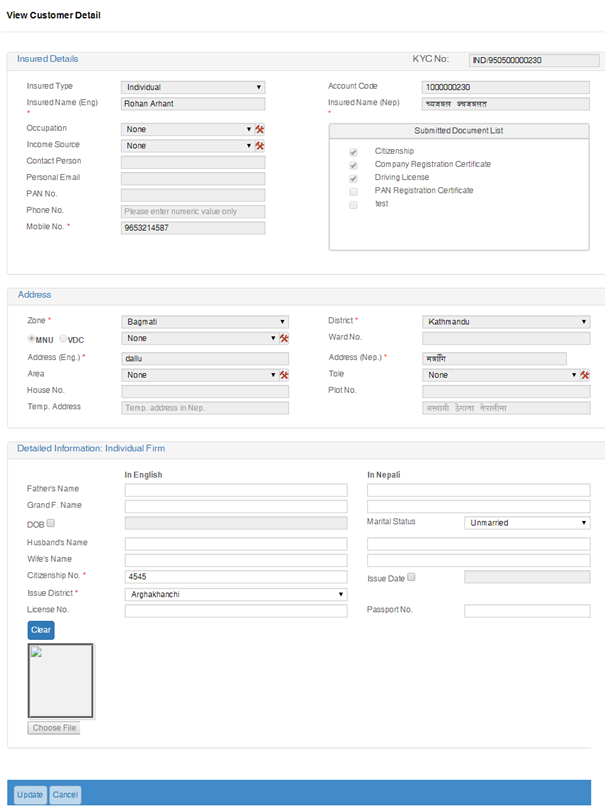 View Customer Detail
Insured Details KYC No: IND/950500000230
Insured Type Individual Account Code 1000000230
Insured Name (Eng) * Rohan Arhant Insured Name (Nep) *
Occupation None Submitted Document List
Income Source None Citizenship
Contact Person Company Registration Certificate
Personal Email Driving License
PAN No. PAN Registration Certificate
Phone No. Please enter numeric value only test
Mobile No. * 9653214587
Address
Zone * Bagmati District * Kathmandu
MNU VDC None Ward No.
Address (Eng.) * dallu Address (Nep.) *
Area None Tole None
House No. Plot No.
Temp. Address Temp. address in Nep. अस्थायी ठेगाना नेपालीमा
Detailed Information: Individual Firm
In English In Nepali
Father's Name
Grand F. Name
DOB Marital Status Unmarried
Husband's Name
Wife's Name
Citizenship No. * 4545 Issue Date
Issue District * Arghakhanchi
License No. Passport No.
Clear
Choose File
Update Cancel